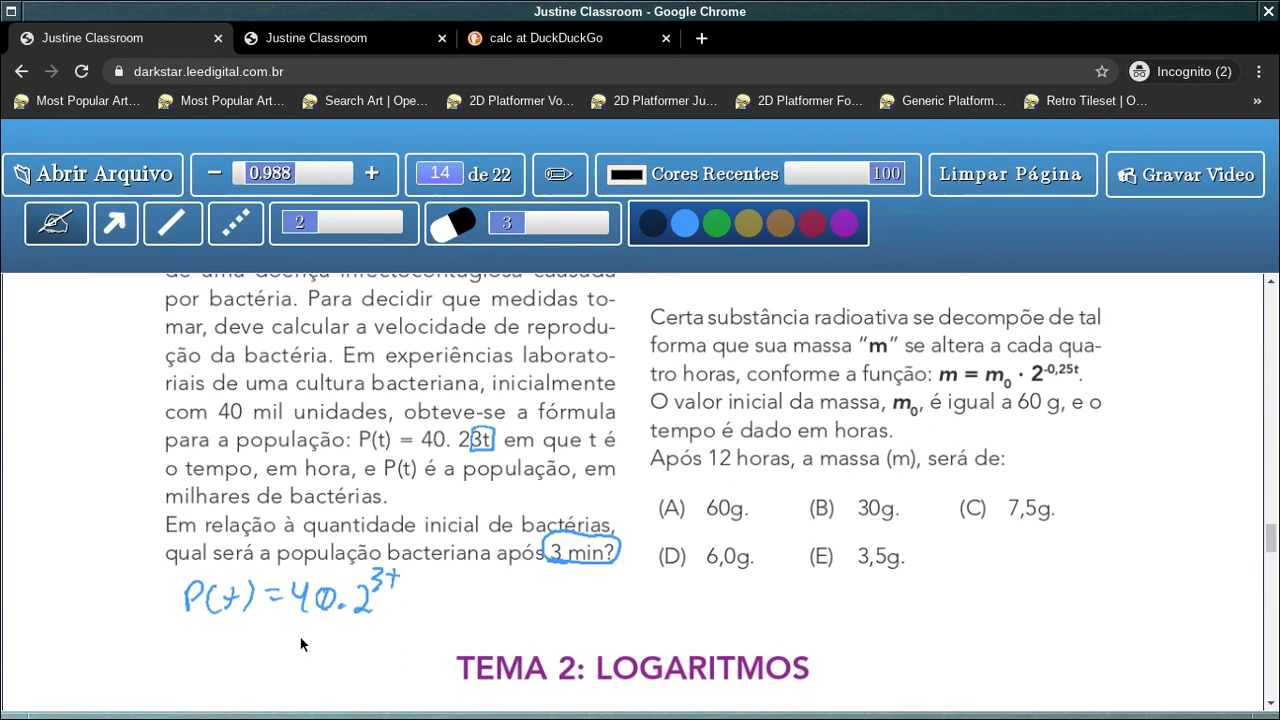 Justine Classroom - Google Chrome
Justine Classroom
Justine Classroom
calc at DuckDuckGo
darkstar.leedigital.com.br
Incognito (2)
Most Popular Art...
Most Popular Art...
Search Art | Ope...
2D Platformer Vo...
2D Platformer Ju...
2D Platformer Fo...
Generic Platform...
Retro Tileset | O...
Abrir Arquivo
0,988
14 de 22
Cores Recentes
100
Limpar Página
Gravar Video
2
3
de uma doença infectocontagiosa causada
por bactéria. Para decidir que medidas to-
mar, deve calcular a velocidade de reprodu-
ção da bactéria. Em experiências laborato-
riais de uma cultura bacteriana, inicialmente
com 40 mil unidades, obteve-se a fórmula
para a população: P(t) = 40. 23t em que t é
o tempo, em hora, e P(t) é a população, em
milhares de bactérias.
Em relação à quantidade inicial de bactérias,
qual será a população bacteriana após 3 min?
P(t) = 40. 2^3t
Certa substância radioativa se decompõe de tal
forma que sua massa “m” se altera a cada qua-
tro horas, conforme a função: m = m₀ · 2^-0,25t.
O valor inicial da massa, m₀, é igual a 60 g, e o
tempo é dado em horas.
Após 12 horas, a massa (m), será de:
(A) 60g. (B) 30g. (C) 7,5g.
(D) 6,0g. (E) 3,5g.
TEMA 2: LOGARITMOS